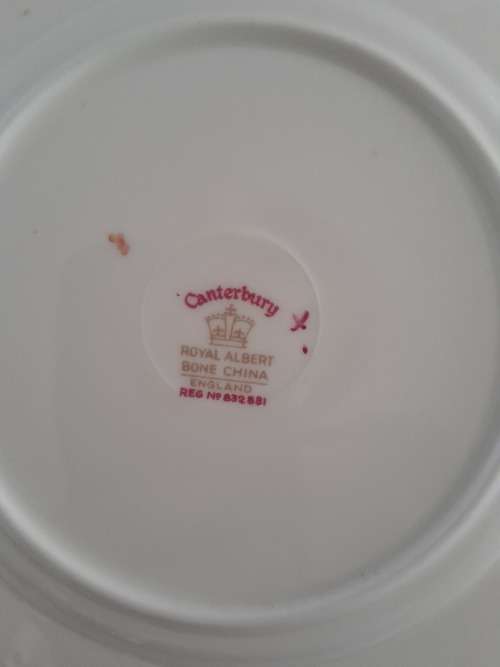 Canterbury
ROYAL ALBERT
BONE CHINA
ENGLAND
REG Nº 832881